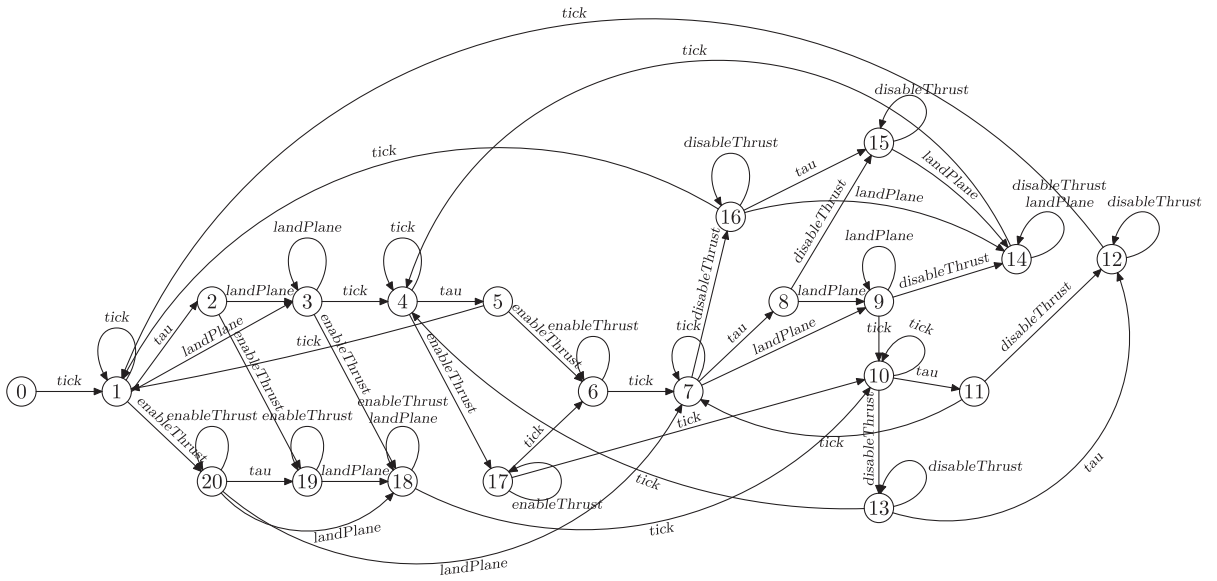 tick
tick
disableThrust
15
tick
disableThrust
tau
landPlane
disableThrust
landPlane
disableThrust
landPlane
16
disableThrust
landPlane
tick
disableThrust
landPlane
disableThrust
14
12
2
landPlane
3
tick
4
tau
5
8
landPlane
9
tick
tau
landPlane
tick
enableThrust
enableThrust
enableThrust
enableThrust
enableThrust
tick
tau
landPlane
tick
tick
disableThrust
0
tick
1
6
tick
7
10
tau
11
enableThrust
enableThrust
enableThrust
enableThrust
landPlane
tick
tick
disableThrust
tick
20
tau
19
landPlane
18
17
enableThrust
tick
disableThrust
13
tau
landPlane
tick
landPlane